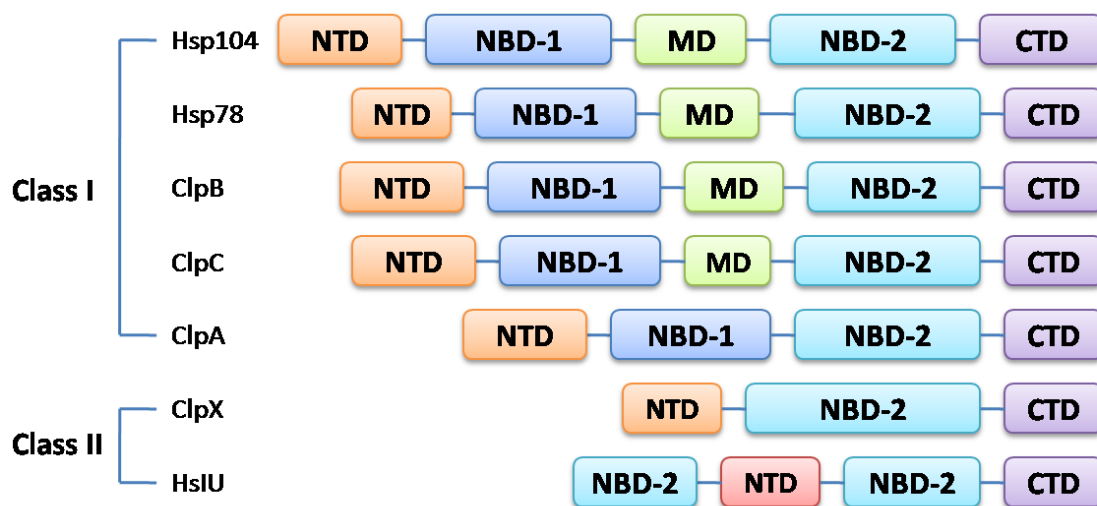 Hsp104 NTD NBD-1 MD NBD-2 CTD
Hsp78 NTD NBD-1 MD NBD-2 CTD
Class I
ClpB NTD NBD-1 MD NBD-2 CTD
ClpC NTD NBD-1 MD NBD-2 CTD
ClpA NTD NBD-1 NBD-2 CTD
ClpX NTD NBD-2 CTD
Class II
HslU NBD-2 NTD NBD-2 CTD